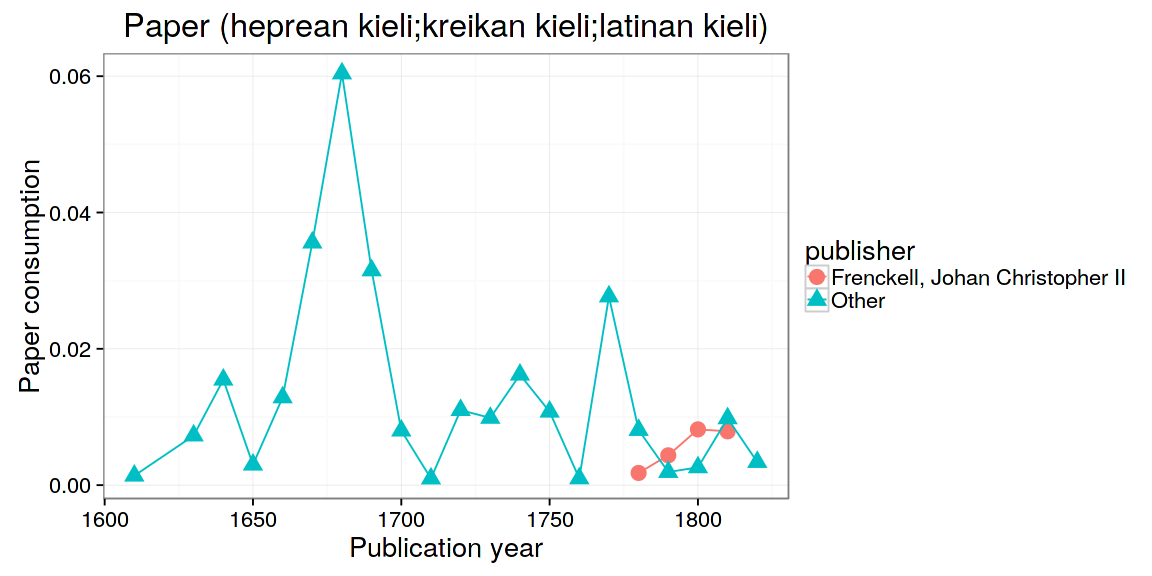 Paper (heprean kieli;kreikan kieli;latinan kieli)
Paper consumption
0.06
0.04
0.02
0.00
1600 1650 1700 1750 1800
Publication year
publisher
Frenckell, Johan Christopher II
Other